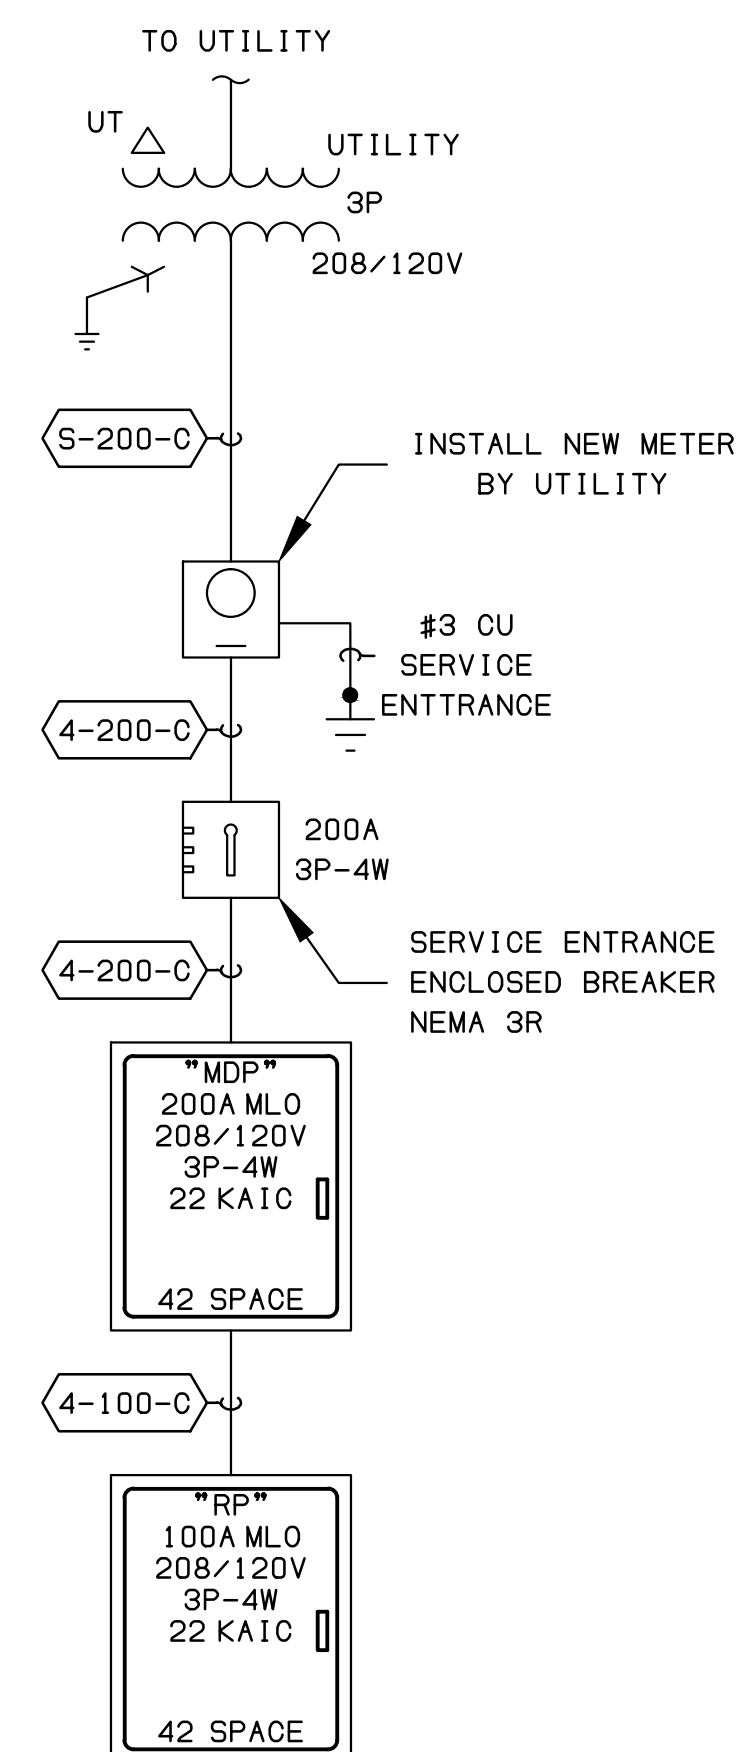 TO UTILITY
UT
UTILITY
3P
208/120V
S-200-C
INSTALL NEW METER
BY UTILITY
#3 CU
SERVICE
ENTTRANCE
4-200-C
200A
3P-4W
SERVICE ENTRANCE
ENCLOSED BREAKER
NEMA 3R
4-200-C
"MDP"
200A MLO
208/120V
3P-4W
22 KAIC
42 SPACE
4-100-C
"RP"
100A MLO
208/120V
3P-4W
22 KAIC
42 SPACE